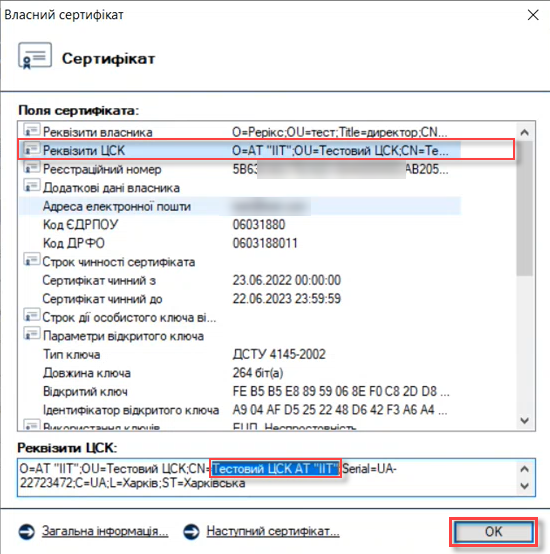 Власний сертифікат
Сертифікат
Поля сертифіката:
Реквізити власника O=Рерікс;OU=тест;Title=директор;CN...
Реквізити ЦСК O=АТ "ІІТ";OU=Тестовий ЦСК;CN=Те...
Реєстраційний номер 5B63 AB205...
Додаткові дані власника
Адреса електронної пошти
Код ЄДРПОУ 06031880
Код ДРФО 0603188011
Строк чинності сертифіката
Сертифікат чинний з 23.06.2022 00:00:00
Сертифікат чинний до 22.06.2023 23:59:59
Строк дії особистого ключа ві...
Параметри відкритого ключа
Тип ключа ДСТУ 4145-2002
Довжина ключа 264 біт(а)
Відкритий ключ FE B5 B5 E8 89 59 06 8E F0 C8 2D D8 ...
Ідентифікатор відкритого ключа A9 04 AF D5 25 22 48 D6 42 F3 A6 A4 ...
Використання ключів ЕЦП, Неспростовність
Реквізити ЦСК:
O=АТ "ІІТ";OU=Тестовий ЦСК;CN=Тестовий ЦСК АТ "ІІТ";Serial=UA-
22723472;C=UA;L=Харків;ST=Харківська
Загальна інформація... Наступний сертифікат... OK